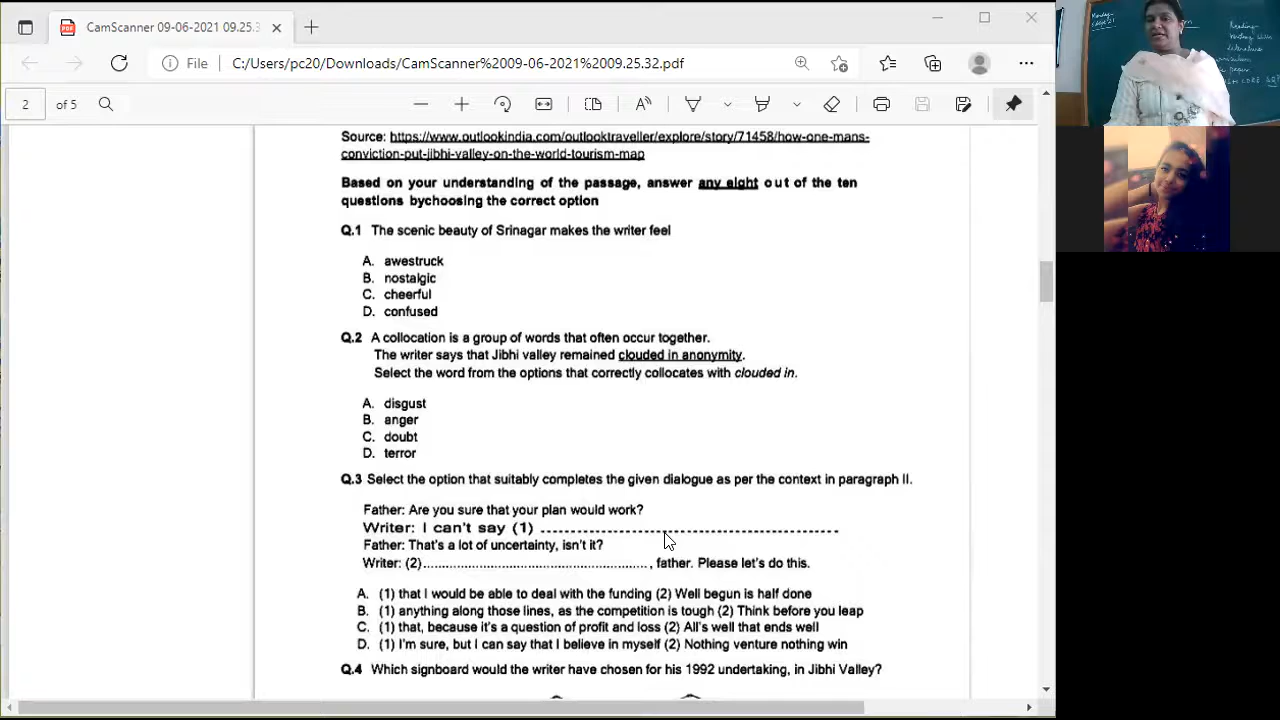 CamScanner 09-06-2021 09.25.3
File
C:/Users/pc20/Downloads/CamScanner%2009-06-2021%2009.25.32.pdf
2 of 5
Source: https://www.outlookindia.com/outlooktraveller/explore/story/71458/how-one-mans-
conviction-put-jibhi-valley-on-the-world-tourism-map
Based on your understanding of the passage, answer any eight out of the ten
questions bychoosing the correct option
Q.1 The scenic beauty of Srinagar makes the writer feel
A. awestruck
B. nostalgic
C. cheerful
D. confused
Q.2 A collocation is a group of words that often occur together.
The writer says that Jibhi valley remained clouded in anonymity.
Select the word from the options that correctly collocates with clouded in.
A. disgust
B. anger
C. doubt
D. terror
Q.3 Select the option that suitably completes the given dialogue as per the context in paragraph II.
Father: Are you sure that your plan would work?
Writer: I can't say (1) ........................................................
Father: That's a lot of uncertainty, isn't it?
Writer: (2)........................................................, father. Please let's do this.
A. (1) that I would be able to deal with the funding (2) Well begun is half done
B. (1) anything along those lines, as the competition is tough (2) Think before you leap
C. (1) that, because it's a question of profit and loss (2) All's well that ends well
D. (1) I'm sure, but I can say that I believe in myself (2) Nothing venture nothing win
Q.4 Which signboard would the writer have chosen for his 1992 undertaking, in Jibhi Valley?
Monday
Reading
Writing skills
Literature
paper